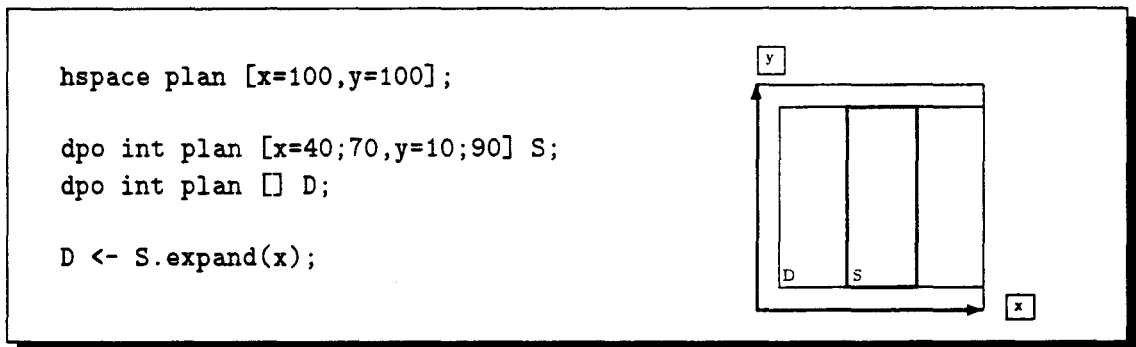 hspace plan [x=100,y=100];
dpo int plan [x=40;70,y=10;90] S;
dpo int plan [] D;
D <- S.expand(x);
y
D
S
x